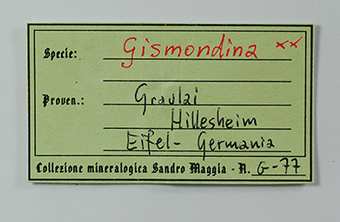 Specie: Gismondina xx
Proven.: Graulai
Hillesheim
Eifel - Germania
Collezione mineralogica Sandro Maggia - N. G-77